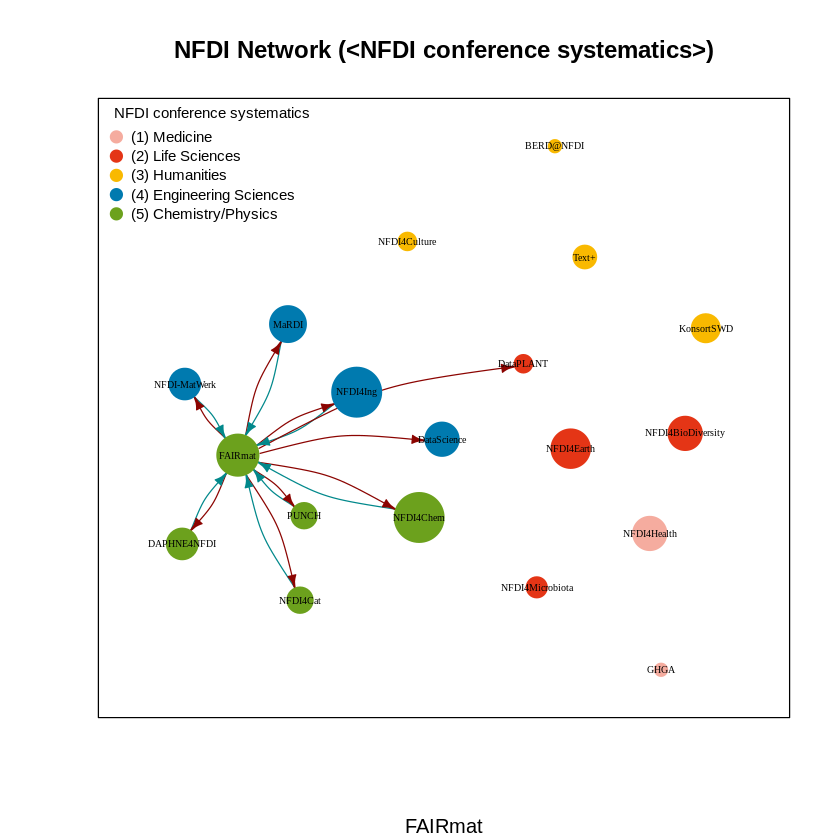 NFDI Network (<NFDI conference systematics>)
NFDI conference systematics
(1) Medicine
(2) Life Sciences
(3) Humanities
(4) Engineering Sciences
(5) Chemistry/Physics
BERD@NFDI
NFDI4Culture
Text+
MaRDI
KonsortSWD
DataPLANT
NFDI-MatWerk
NFDI4Ing
DataScience
NFDI4BioDiversity
NFDI4Earth
FAIRmat
PUNCH
NFDI4Chem
NFDI4Health
DAPHNE4NFDI
NFDI4Microbiota
NFDI4Cat
GHGA
FAIRmat